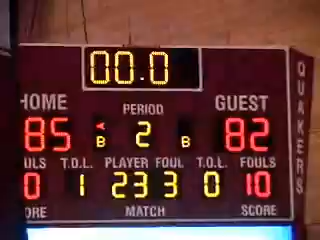 00.0
HOME PERIOD GUEST
85 B 2 B 82
ULS T.O.L. PLAYER FOUL T.O.L. FOULS
0 1 23 3 0 10
ORE MATCH SCORE
QUAKERS